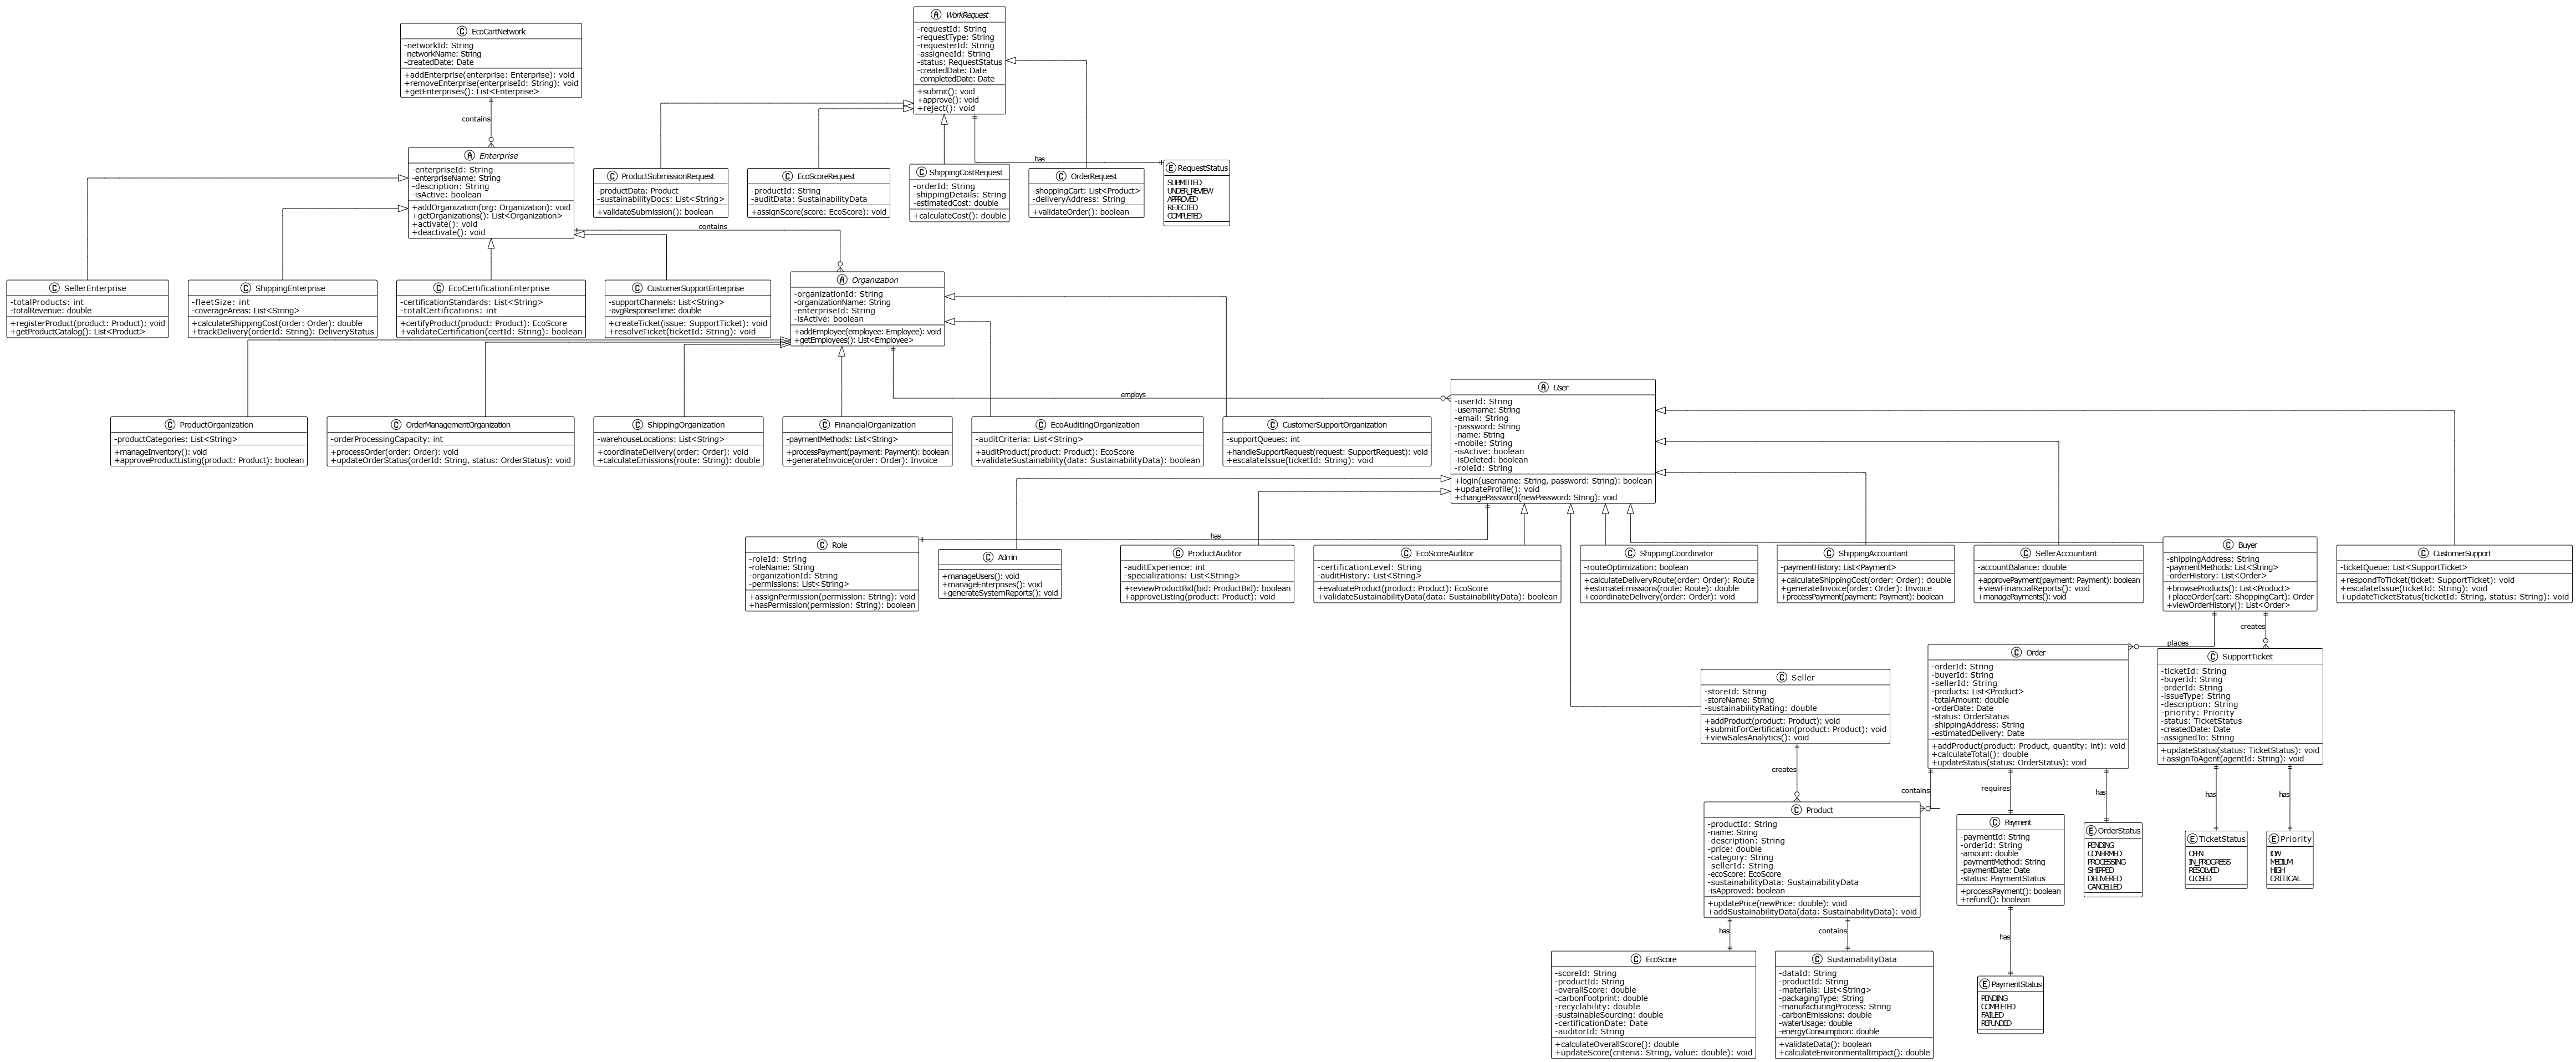 A WorkRequest
-requestId: String
-requestType: String
-requesterId: String
-assigneeId: String
-status: RequestStatus
-createdDate: Date
-completedDate: Date
+submit(): void
+approve(): void
+reject(): void
C EcoCartNetwork
-networkId: String
-networkName: String
-createdDate: Date
+addEnterprise(enterprise: Enterprise): void
+removeEnterprise(enterpriseId: String): void
+getEnterprises(): List<Enterprise>
contains
A Enterprise
-enterpriseId: String
-enterpriseName: String
-description: String
-isActive: boolean
+addOrganization(org: Organization): void
+getOrganizations(): List<Organization>
+activate(): void
+deactivate(): void
contains
C ProductSubmissionRequest
-productData: Product
-sustainabilityDocs: List<String>
+validateSubmission(): boolean
C EcoScoreRequest
-productId: String
-auditData: SustainabilityData
+assignScore(score: EcoScore): void
C ShippingCostRequest
-orderId: String
-shippingDetails: String
-estimatedCost: double
+calculateCost(): double
C OrderRequest
-shoppingCart: List<Product>
-deliveryAddress: String
+validateOrder(): boolean
has
E RequestStatus
SUBMITTED
UNDER_REVIEW
APPROVED
REJECTED
COMPLETED
C SellerEnterprise
-totalProducts: int
-totalRevenue: double
+registerProduct(product: Product): void
+getProductCatalog(): List<Product>
C ShippingEnterprise
-fleetSize: int
-coverageAreas: List<String>
+calculateShippingCost(order: Order): double
+trackDelivery(orderId: String): DeliveryStatus
C EcoCertificationEnterprise
-certificationStandards: List<String>
-totalCertifications: int
+certifyProduct(product: Product): EcoScore
+validateCertification(certId: String): boolean
C CustomerSupportEnterprise
-supportChannels: List<String>
-avgResponseTime: double
+createTicket(issue: SupportTicket): void
+resolveTicket(ticketId: String): void
A Organization
-organizationId: String
-organizationName: String
-enterpriseId: String
-isActive: boolean
+addEmployee(employee: Employee): void
+getEmployees(): List<Employee>
employs
C ProductOrganization
-productCategories: List<String>
+manageInventory(): void
+approveProductListing(product: Product): boolean
C OrderManagementOrganization
-orderProcessingCapacity: int
+processOrder(order: Order): void
+updateOrderStatus(orderId: String, status: OrderStatus): void
C ShippingOrganization
-warehouseLocations: List<String>
+coordinateDelivery(order: Order): void
+calculateEmissions(route: String): double
C FinancialOrganization
-paymentMethods: List<String>
+processPayment(payment: Payment): boolean
+generateInvoice(order: Order): Invoice
C EcoAuditingOrganization
-auditCriteria: List<String>
+auditProduct(product: Product): EcoScore
+validateSustainability(data: SustainabilityData): boolean
C CustomerSupportOrganization
-supportQueues: int
+handleSupportRequest(request: SupportRequest): void
+escalateIssue(ticketId: String): void
A User
-userId: String
-username: String
-email: String
-password: String
-name: String
-mobile: String
-isActive: boolean
-isDeleted: boolean
-roleId: String
+login(username: String, password: String): boolean
+updateProfile(): void
+changePassword(newPassword: String): void
has
C Role
-roleId: String
-roleName: String
-organizationId: String
-permissions: List<String>
+assignPermission(permission: String): void
+hasPermission(permission: String): boolean
C Admin
+manageUsers(): void
+manageEnterprises(): void
+generateSystemReports(): void
C ProductAuditor
-auditExperience: int
-specializations: List<String>
+reviewProductBid(bid: ProductBid): boolean
+approveListing(product: Product): void
C EcoScoreAuditor
-certificationLevel: String
-auditHistory: List<String>
+evaluateProduct(product: Product): EcoScore
+validateSustainabilityData(data: SustainabilityData): boolean
C ShippingCoordinator
-routeOptimization: boolean
+calculateDeliveryRoute(order: Order): Route
+estimateEmissions(route: Route): double
+coordinateDelivery(order: Order): void
C ShippingAccountant
-paymentHistory: List<Payment>
+calculateShippingCost(order: Order): double
+generateInvoice(order: Order): Invoice
+processPayment(payment: Payment): boolean
C SellerAccountant
-accountBalance: double
+approvePayment(payment: Payment): boolean
+viewFinancialReports(): void
+managePayments(): void
C Buyer
-shippingAddress: String
-paymentMethods: List<String>
-orderHistory: List<Order>
+browseProducts(): List<Product>
+placeOrder(cart: ShoppingCart): Order
+viewOrderHistory(): List<Order>
C CustomerSupport
-ticketQueue: List<SupportTicket>
+respondToTicket(ticket: SupportTicket): void
+escalateIssue(ticketId: String): void
+updateTicketStatus(ticketId: String, status: String): void
places
creates
C Seller
-storeId: String
-storeName: String
-sustainabilityRating: double
+addProduct(product: Product): void
+submitForCertification(product: Product): void
+viewSalesAnalytics(): void
C Order
-orderId: String
-buyerId: String
-sellerId: String
-products: List<Product>
-totalAmount: double
-orderDate: Date
-status: OrderStatus
-shippingAddress: String
-estimatedDelivery: Date
+addProduct(product: Product, quantity: int): void
+calculateTotal(): double
+updateStatus(status: OrderStatus): void
C SupportTicket
-ticketId: String
-buyerId: String
-orderId: String
-issueType: String
-description: String
-priority: Priority
-status: TicketStatus
-createdDate: Date
-assignedTo: String
+updateStatus(status: TicketStatus): void
+assignToAgent(agentId: String): void
creates
contains
requires
has
has
has
C Product
-productId: String
-name: String
-description: String
-price: double
-category: String
-sellerId: String
-ecoScore: EcoScore
-sustainabilityData: SustainabilityData
-isApproved: boolean
+updatePrice(newPrice: double): void
+addSustainabilityData(data: SustainabilityData): void
C Payment
-paymentId: String
-orderId: String
-amount: double
-paymentMethod: String
-paymentDate: Date
-status: PaymentStatus
+processPayment(): boolean
+refund(): boolean
E OrderStatus
PENDING
CONFIRMED
PROCESSING
SHIPPED
DELIVERED
CANCELLED
E TicketStatus
OPEN
IN_PROGRESS
RESOLVED
CLOSED
E Priority
LOW
MEDIUM
HIGH
CRITICAL
has
contains
has
C EcoScore
-scoreId: String
-productId: String
-overallScore: double
-carbonFootprint: double
-recyclability: double
-sustainableSourcing: double
-certificationDate: Date
-auditorId: String
+calculateOverallScore(): double
+updateScore(criteria: String, value: double): void
C SustainabilityData
-dataId: String
-productId: String
-materials: List<String>
-packagingType: String
-manufacturingProcess: String
-carbonEmissions: double
-waterUsage: double
-energyConsumption: double
+validateData(): boolean
+calculateEnvironmentalImpact(): double
E PaymentStatus
PENDING
COMPLETED
FAILED
REFUNDED